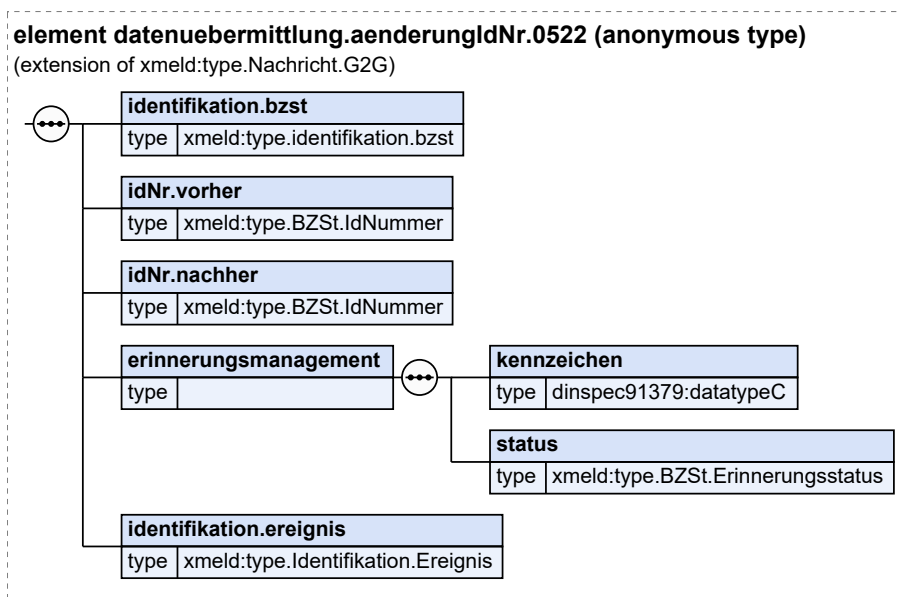 element datenuebermittlung.aenderungIdNr.0522 (anonymous type)
(extension of xmeld:type.Nachricht.G2G)
identifikation.bzst
type xmeld:type.identifikation.bzst
idNr.vorher
type xmeld:type.BZSt.IdNummer
idNr.nachher
type xmeld:type.BZSt.IdNummer
erinnerungsmanagement
type
kennzeichen
type dinspec91379:datatypeC
status
type xmeld:type.BZSt.Erinnerungsstatus
identifikation.ereignis
type xmeld:type.Identifikation.Ereignis